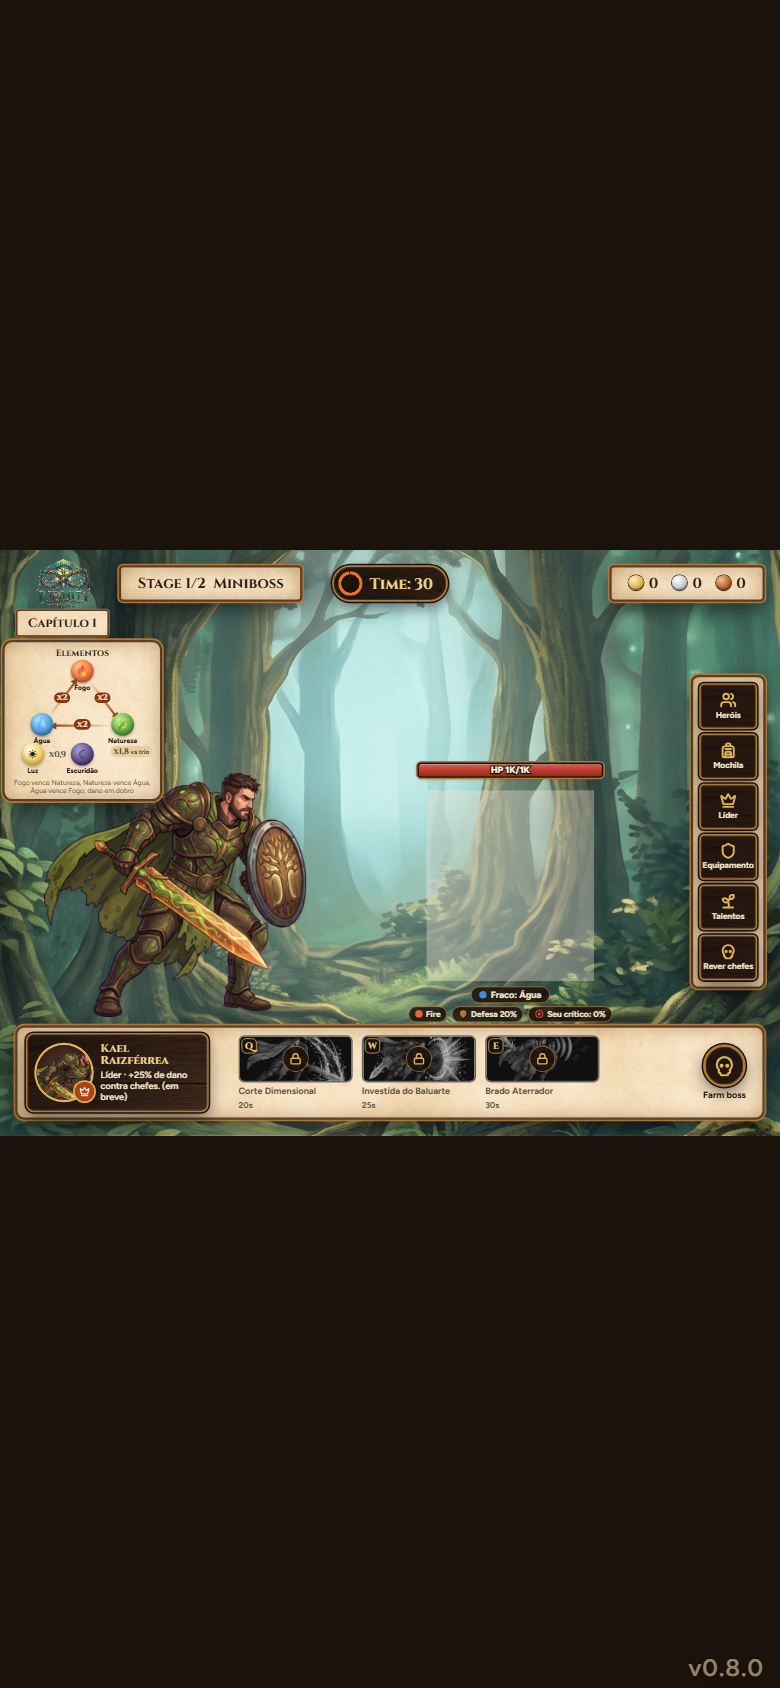 TRINITY
STAGE 1/2 MINIBOSS
TIME: 30
0 0 0
CAPÍTULO 1
ELEMENTOS
Fogo
x2 x2
x2
Água Natureza
x0,9 x1,8 vs trio
Luz Escuridão
Fogo vence Natureza, Natureza vence Água,
Água vence Fogo: dano em dobro
Heróis
Mochila
Líder
Equipamento
Talentos
Rever chefes
HP 1K/1K
Fraco: Água
Fire Defesa 20% Seu crítico: 0%
KAEL
RAIZFÉRREA
Líder · +25% de dano
contra chefes. (em
breve)
Q W E
Corte Dimensional Investida do Baluarte Brado Aterrador
20s 25s 30s
Farm boss
v0.8.0